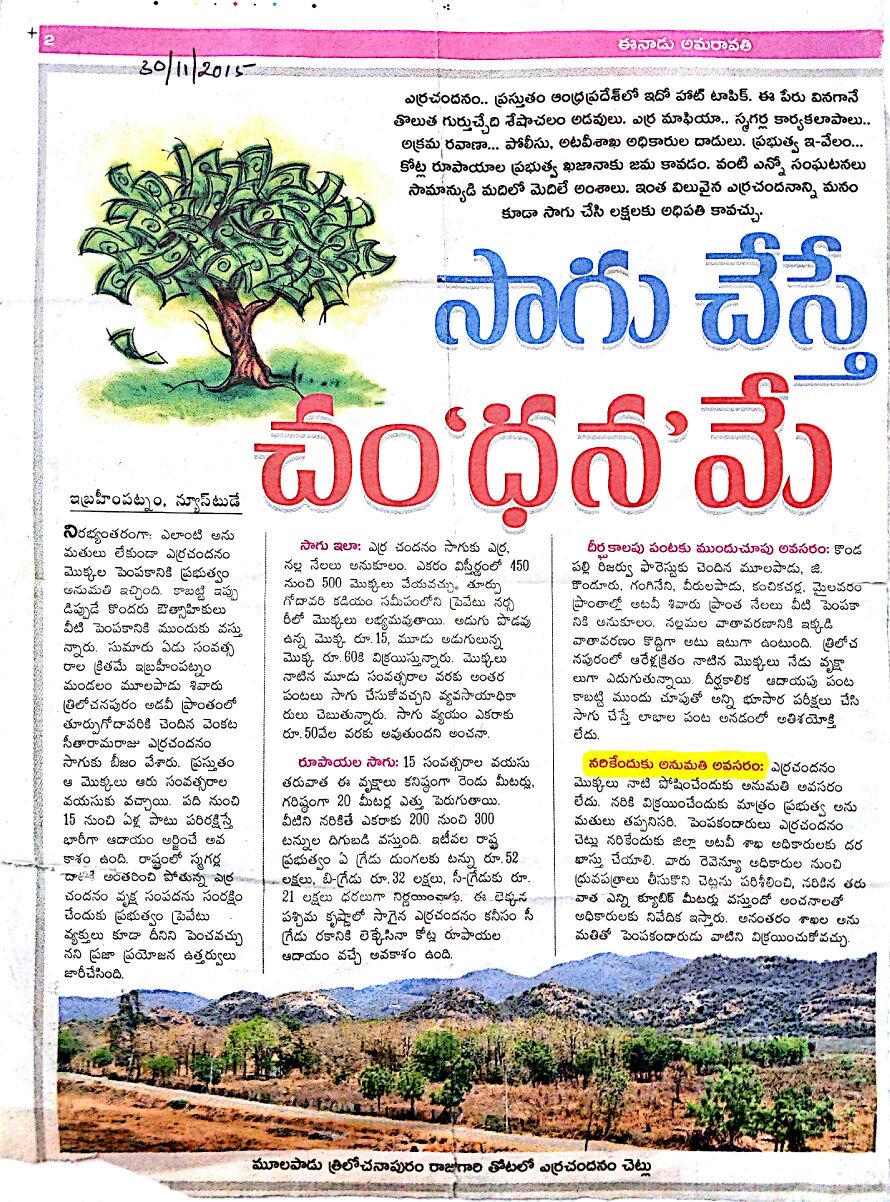 2
ఈనాడు అమరావతి
30/11/2015
ఎర్రచందనం.. ప్రస్తుతం ఆంధ్రప్రదేశ్‌లో ఇదో హాట్ టాపిక్. ఈ పేరు వినగానే
తొలుత గుర్తుచ్చేది శేషాచలం అడవులు. ఎర్ర మాఫియా.. స్మగ్లర్ల కార్యకలాపాలు..
అక్రమ రవాణా... పోలీసు, అటవీశాఖ అధికారుల దాడులు. ప్రభుత్వ ఇ-వేలం...
కోట్ల రూపాయాల ప్రభుత్వ ఖజానాకు జమ కావడం. వంటి ఎన్నో సంఘటనలు
సామాన్యుడి మదిలో మెదిలే అంశాలు. ఇంత విలువైన ఎర్రచందనాన్ని మనం
కూడా సాగు చేసి లక్షలకు అధిపతి కావచ్చు.
సాగు చేస్తే
చం‘ధన’మే
ఇబ్రహీంపట్నం, న్యూస్‌టుడే
నిరభ్యంతరంగా: ఎలాంటి అను
మతులు లేకుండా ఎర్రచందనం
మొక్కల పెంపకానికి ప్రభుత్వం
అనుమతి ఇచ్చింది. కాబట్టి ఇప్పు
డిప్పుడే కొందరు ఔత్సాహికులు
వీటి పెంపకానికి ముందుకు వస్తు
న్నారు. సుమారు ఏడు సంవత్స
రాల క్రితమే ఇబ్రహీంపట్నం
మండలం మూలపాడు శివారు
త్రిలోచనపురం అడవీ ప్రాంతంలో
తూర్పుగోదావరికి చెందిన వెంకట
సీతారామరాజు ఎర్రచందనం
సాగుకు బీజం వేశారు. ప్రస్తుతం
ఆ మొక్కలు ఆరు సంవత్సరాల
వయసుకు వచ్చాయి. పది నుంచి
15 నుంచి ఏళ్ల పాటు పరిరక్షిస్తే
భారీగా ఆదాయం ఆర్జించే అవ
కాశం ఉంది. రాష్ట్రంలో స్మగ్లర్ల
అంతరించి పోతున్న ఎర్ర
చందనం వృక్ష సంపదను సంరక్షిం
చేందుకు ప్రభుత్వం ప్రైవేటు
వ్యక్తులు కూడా దీనిని పెంచవచ్చు
నని ప్రజా ప్రయోజన ఉత్తర్వులు
జారీచేసింది.
సాగు ఇలా: ఎర్ర చందనం సాగుకు ఎర్ర,
నల్ల నేలలు అనుకూలం. ఎకరం విస్తీర్ణంలో 450
నుంచి 500 మొక్కలు వేయవచ్చు. తూర్పు
గోదావరి కడియం సమీపంలోని ప్రైవేటు నర్స
రీలో మొక్కలు లభ్యమవుతాయి. అడుగు పొడవు
ఉన్న మొక్క రూ.15, మూడు అడుగులున్న
మొక్క రూ.60కి విక్రయిస్తున్నారు. మొక్కలు
నాటిన మూడు సంవత్సరాల వరకు అంతర
పంటలు సాగు చేసుకోవచ్చని వ్యవసాయాధికా
రులు చెబుతున్నారు. సాగు వ్యయం ఎకరాకు
రూ.50వేల వరకు అవుతుందని అంచనా.
రూపాయల సాగు: 15 సంవత్సరాల వయసు
తరువాత ఈ వృక్షాలు కనిష్ఠంగా రెండు మీటర్లు,
గరిష్ఠంగా 20 మీటర్ల ఎత్తు పెరుగుతాయి.
వీటిని నరికితే ఎకరాకు 200 నుంచి 300
టన్నుల దిగుబడి వస్తుంది. ఇటీవల రాష్ట్ర
ప్రభుత్వం ఏ గ్రేడు దుంగలకు టన్ను రూ.52
లక్షలు, బి-గ్రేడు రూ.32 లక్షలు, సీ-గ్రేడుకు రూ.
21 లక్షలు ధరలుగా నిర్ణయించారు. ఈ లెక్కన
పశ్చిమ కృష్ణాలో సాగైన ఎర్రచందనం కనీసం సీ
గ్రేడు రకానికి లెక్కేసినా కోట్ల రూపాయల
ఆదాయం వచ్చే అవకాశం ఉంది.
దీర్ఘకాలపు పంటకు ముందుచూపు అవసరం: కొండ
పల్లి రిజర్వు ఫారెస్టుకు చెందిన మూలపాడు, జి.
కొండూరు, గంగినేని, వీరులపాడు, కంచికచర్ల, మైలవరం
ప్రాంతాల్లో అటవీ శివారు ప్రాంత నేలలు వీటి పెంపకా
నికి అనుకూలం. నల్లమల వాతావరణానికి ఇక్కడి
వాతావరణం కొద్దిగా అటు ఇటుగా ఉంటుంది. త్రిలోచ
నపురంలో ఆరేళ్లక్రితం నాటిన మొక్కలు నేడు వృక్షా
లుగా ఎదుగుతున్నాయి. దీర్ఘకాలిక ఆదాయపు పంట
కాబట్టి ముందు చూపుతో అన్ని భూసార పరీక్షలు చేసి
సాగు చేస్తే లాభాల పంట అనడంలో అతిశయోక్తి
లేదు.
నరికేందుకు అనుమతి అవసరం: ఎర్రచందనం
మొక్కలు నాటి పోషించేందుకు అనుమతి అవసరం
లేదు. నరికి విక్రయించేందుకు మాత్రం ప్రభుత్వ అను
మతులు తప్పనిసరి. పెంపకందారులు ఎర్రచందనం
చెట్లు నరికేందుకు జిల్లా అటవీ శాఖ అధికారులకు దర
ఖాస్తు చేయాలి. వారు రెవెన్యూ అధికారుల నుంచి
ధ్రువపత్రాలు తీసుకొని చెట్లను పరిశీలించి, నరికిన తరు
వాత ఎన్ని క్యూబిక్ మీటర్లు వస్తుందో అంచనాలతో
అధికారులకు నివేదిక ఇస్తారు. అనంతరం శాఖల అను
మతితో పెంపకందారుడు వాటిని విక్రయించుకోవచ్చు.
మూలపాడు త్రిలోచనాపురం రాజుగారి తోటలో ఎర్రచందనం చెట్లు